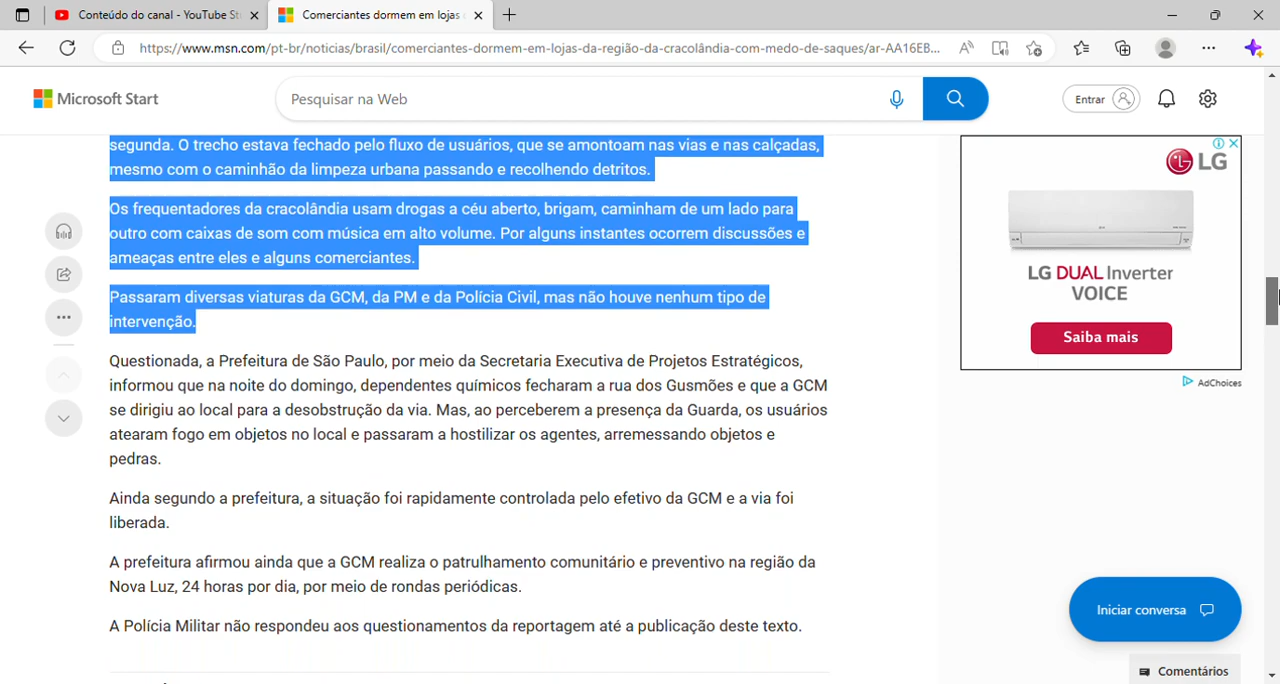 Conteúdo do canal - YouTube St
Comerciantes dormem em lojas
https://www.msn.com/pt-br/noticias/brasil/comerciantes-dormem-em-lojas-da-região-da-cracolândia-com-medo-de-saques/ar-AA16EB...
Microsoft Start
Pesquisar na Web
Entrar
segunda. O trecho estava fechado pelo fluxo de usuários, que se amontoam nas vias e nas calçadas,
mesmo com o caminhão da limpeza urbana passando e recolhendo detritos.
Os frequentadores da cracolândia usam drogas a céu aberto, brigam, caminham de um lado para
outro com caixas de som com música em alto volume. Por alguns instantes ocorrem discussões e
ameaças entre eles e alguns comerciantes.
Passaram diversas viaturas da GCM, da PM e da Polícia Civil, mas não houve nenhum tipo de
intervenção.
Questionada, a Prefeitura de São Paulo, por meio da Secretaria Executiva de Projetos Estratégicos,
informou que na noite do domingo, dependentes químicos fecharam a rua dos Gusmões e que a GCM
se dirigiu ao local para a desobstrução da via. Mas, ao perceberem a presença da Guarda, os usuários
atearam fogo em objetos no local e passaram a hostilizar os agentes, arremessando objetos e
pedras.
Ainda segundo a prefeitura, a situação foi rapidamente controlada pelo efetivo da GCM e a via foi
liberada.
A prefeitura afirmou ainda que a GCM realiza o patrulhamento comunitário e preventivo na região da
Nova Luz, 24 horas por dia, por meio de rondas periódicas.
A Polícia Militar não respondeu aos questionamentos da reportagem até a publicação deste texto.
LG
LG DUAL Inverter
VOICE
Saiba mais
AdChoices
Iniciar conversa
Comentários